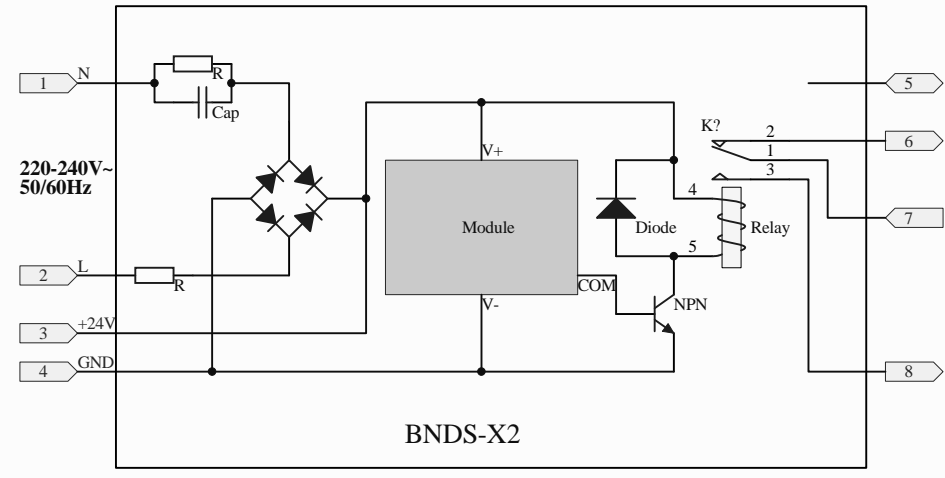 1
N
R
Cap
220-240V~
50/60Hz
2
L
R
3
+24V
4
GND
V+
Module
V-
COM
Diode
NPN
K?
2
1
3
4
5
Relay
5
6
7
8
BNDS-X2